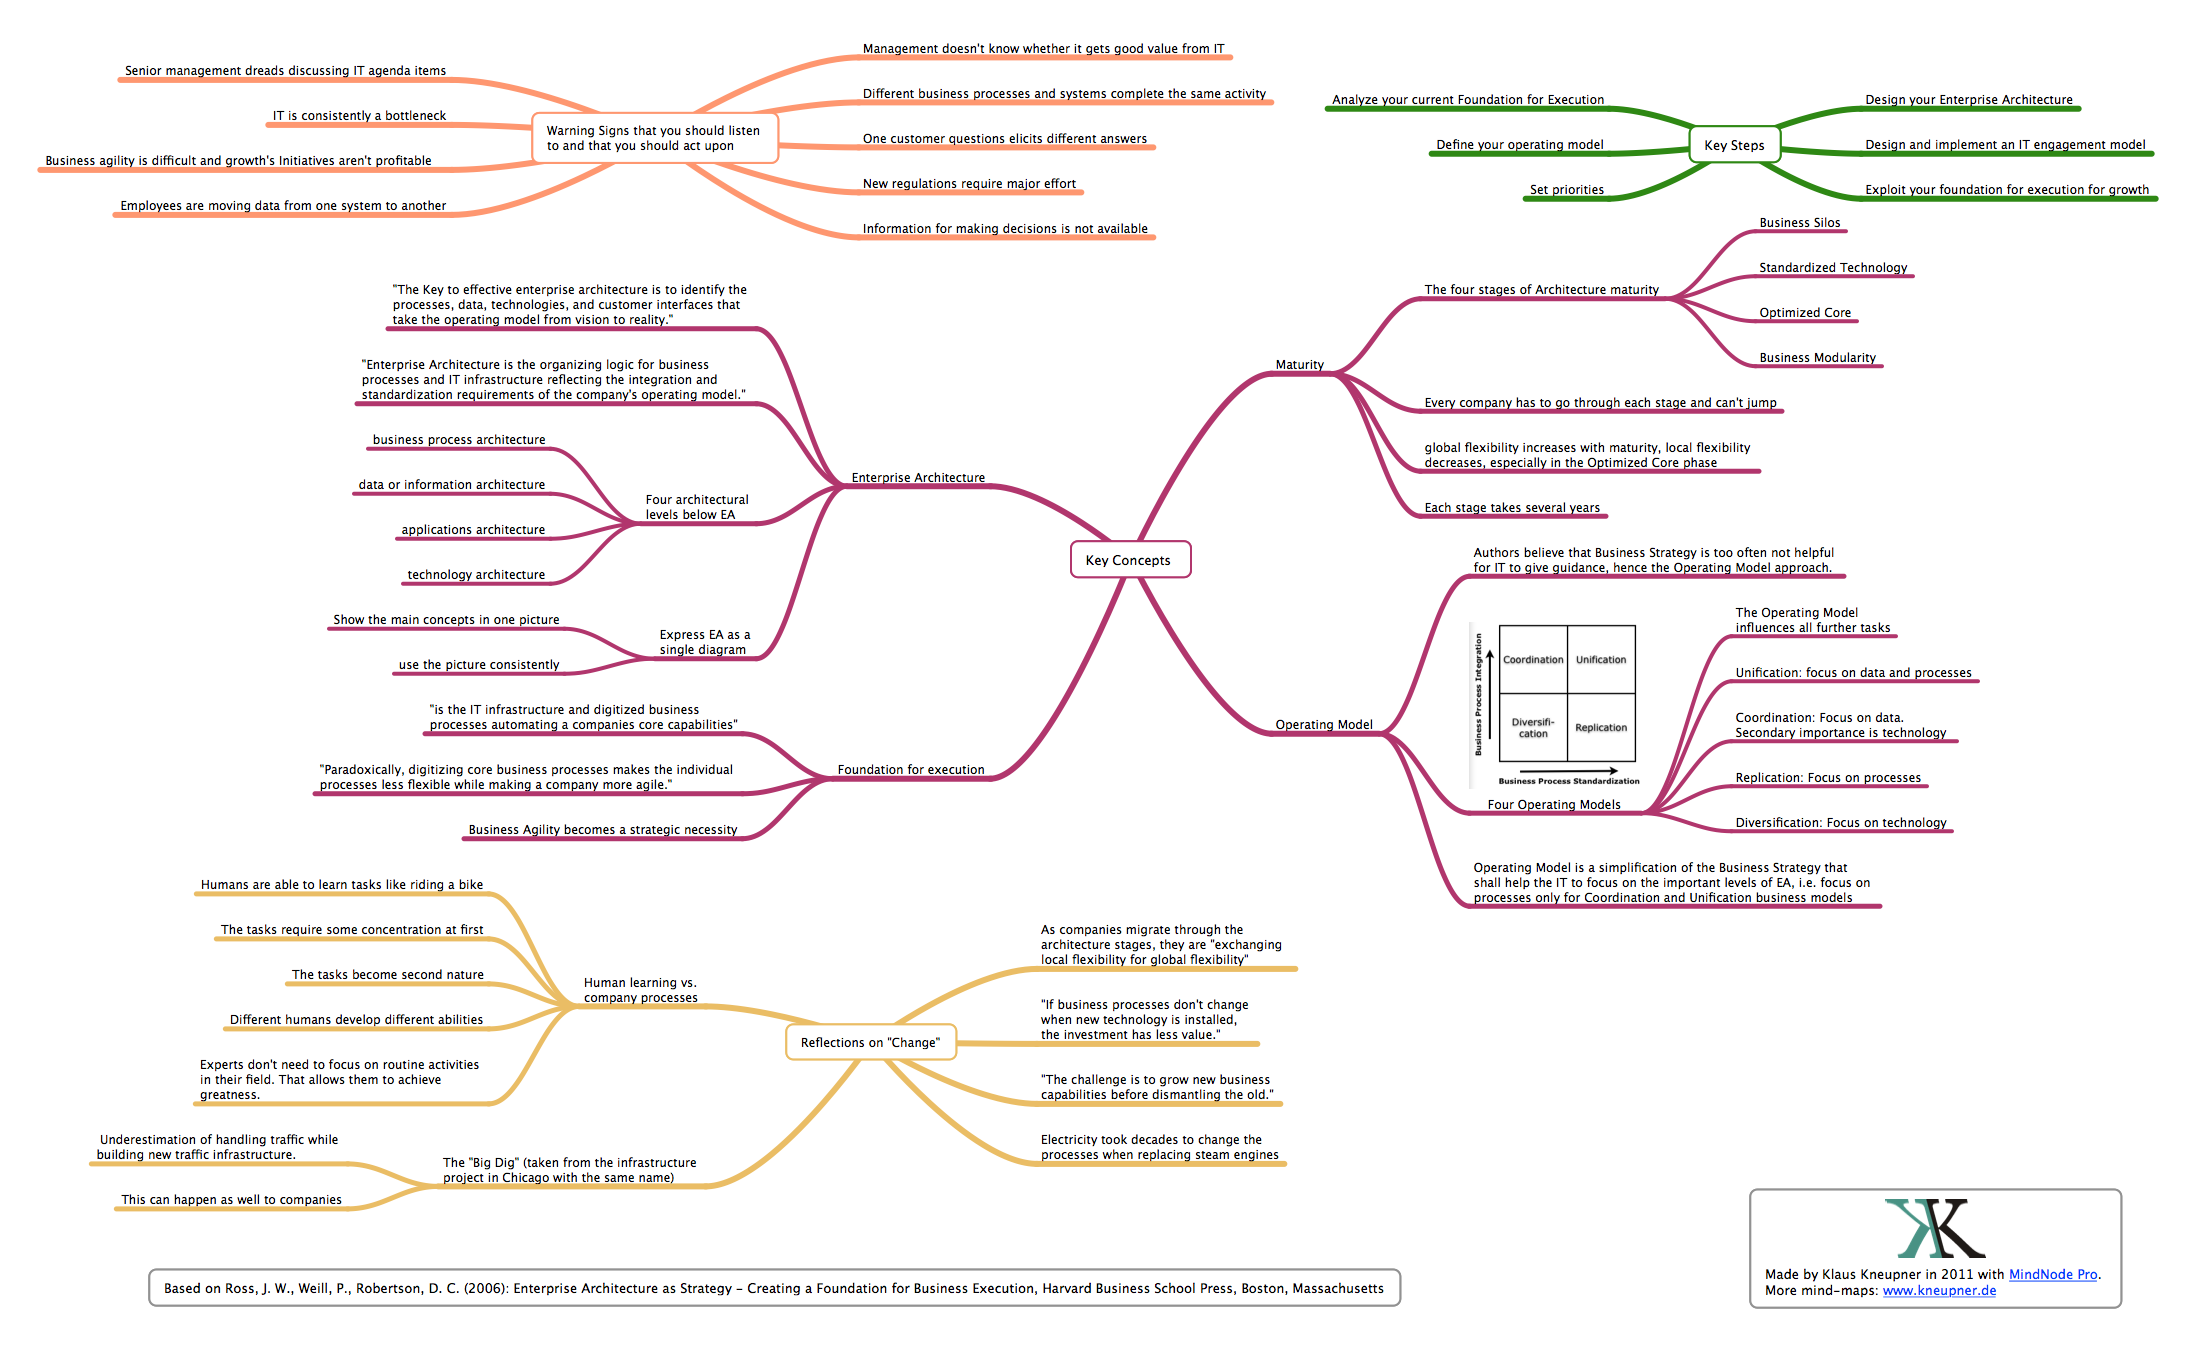 Management doesn't know whether it gets good value from IT
Senior management dreads discussing IT agenda items
Different business processes and systems complete the same activity
IT is consistently a bottleneck
Warning Signs that you should listen
to and that you should act upon
One customer questions elicits different answers
Business agility is difficult and growth's Initiatives aren't profitable
New regulations require major effort
Employees are moving data from one system to another
Information for making decisions is not available
Analyze your current Foundation for Execution
Design your Enterprise Architecture
Define your operating model
Key Steps
Design and implement an IT engagement model
Set priorities
Exploit your foundation for execution for growth
"The Key to effective enterprise architecture is to identify the
processes, data, technologies, and customer interfaces that
take the operating model from vision to reality."
"Enterprise Architecture is the organizing logic for business
processes and IT infrastructure reflecting the integration and
standardization requirements of the company's operating model."
business process architecture
data or information architecture
applications architecture
technology architecture
Four architectural
levels below EA
Enterprise Architecture
Show the main concepts in one picture
use the picture consistently
Express EA as a
single diagram
"is the IT infrastructure and digitized business
processes automating a companies core capabilities"
"Paradoxically, digitizing core business processes makes the individual
processes less flexible while making a company more agile."
Business Agility becomes a strategic necessity
Foundation for execution
Key Concepts
Maturity
The four stages of Architecture maturity
Business Silos
Standardized Technology
Optimized Core
Business Modularity
Every company has to go through each stage and can't jump
global flexibility increases with maturity, local flexibility
decreases, especially in the Optimized Core phase
Each stage takes several years
Operating Model
Authors believe that Business Strategy is too often not helpful
for IT to give guidance, hence the Operating Model approach.
Business Process Integration
Coordination
Unification
Diversifi-
cation
Replication
Business Process Standardization
Four Operating Models
The Operating Model
influences all further tasks
Unification: focus on data and processes
Coordination: Focus on data.
Secondary importance is technology
Replication: Focus on processes
Diversification: Focus on technology
Operating Model is a simplification of the Business Strategy that
shall help the IT to focus on the important levels of EA, i.e. focus on
processes only for Coordination and Unification business models
Humans are able to learn tasks like riding a bike
The tasks require some concentration at first
The tasks become second nature
Different humans develop different abilities
Experts don't need to focus on routine activities
in their field. That allows them to achieve
greatness.
Human learning vs.
company processes
Underestimation of handling traffic while
building new traffic infrastructure.
This can happen as well to companies
The "Big Dig" (taken from the infrastructure
project in Chicago with the same name)
Reflections on "Change"
As companies migrate through the
architecture stages, they are "exchanging
local flexibility for global flexibility"
"If business processes don't change
when new technology is installed,
the investment has less value."
"The challenge is to grow new business
capabilities before dismantling the old."
Electricity took decades to change the
processes when replacing steam engines
Based on Ross, J. W., Weill, P., Robertson, D. C. (2006): Enterprise Architecture as Strategy – Creating a Foundation for Business Execution, Harvard Business School Press, Boston, Massachusetts
KK
Made by Klaus Kneupner in 2011 with MindNode Pro.
More mind-maps: www.kneupner.de